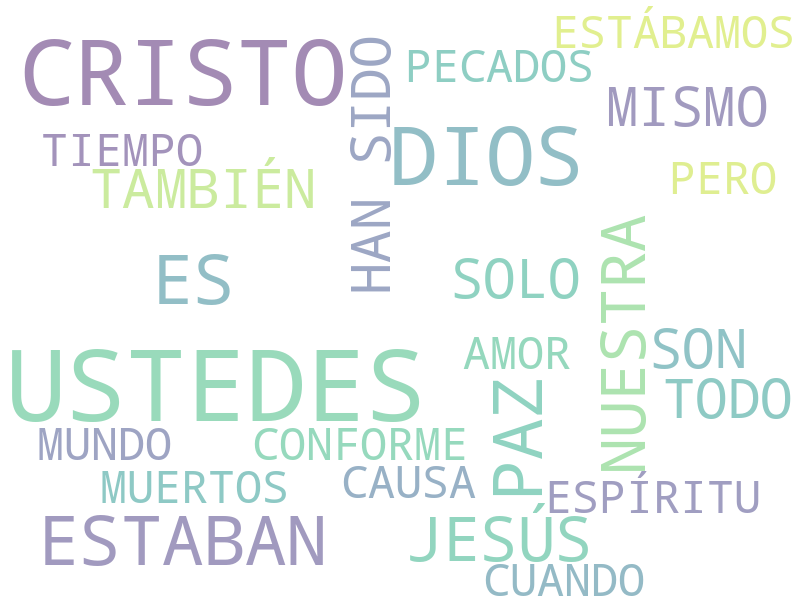 ESTÁBAMOS
CRISTO
PECADOS
HAN SIDO
MISMO
DIOS
TIEMPO
TAMBIÉN
PERO
ES
SOLO
NUESTRA
AMOR
SON
USTEDES
PAZ
TODO
MUNDO
CONFORME
MUERTOS
CAUSA
ESPÍRITU
ESTABAN
JESÚS
CUANDO